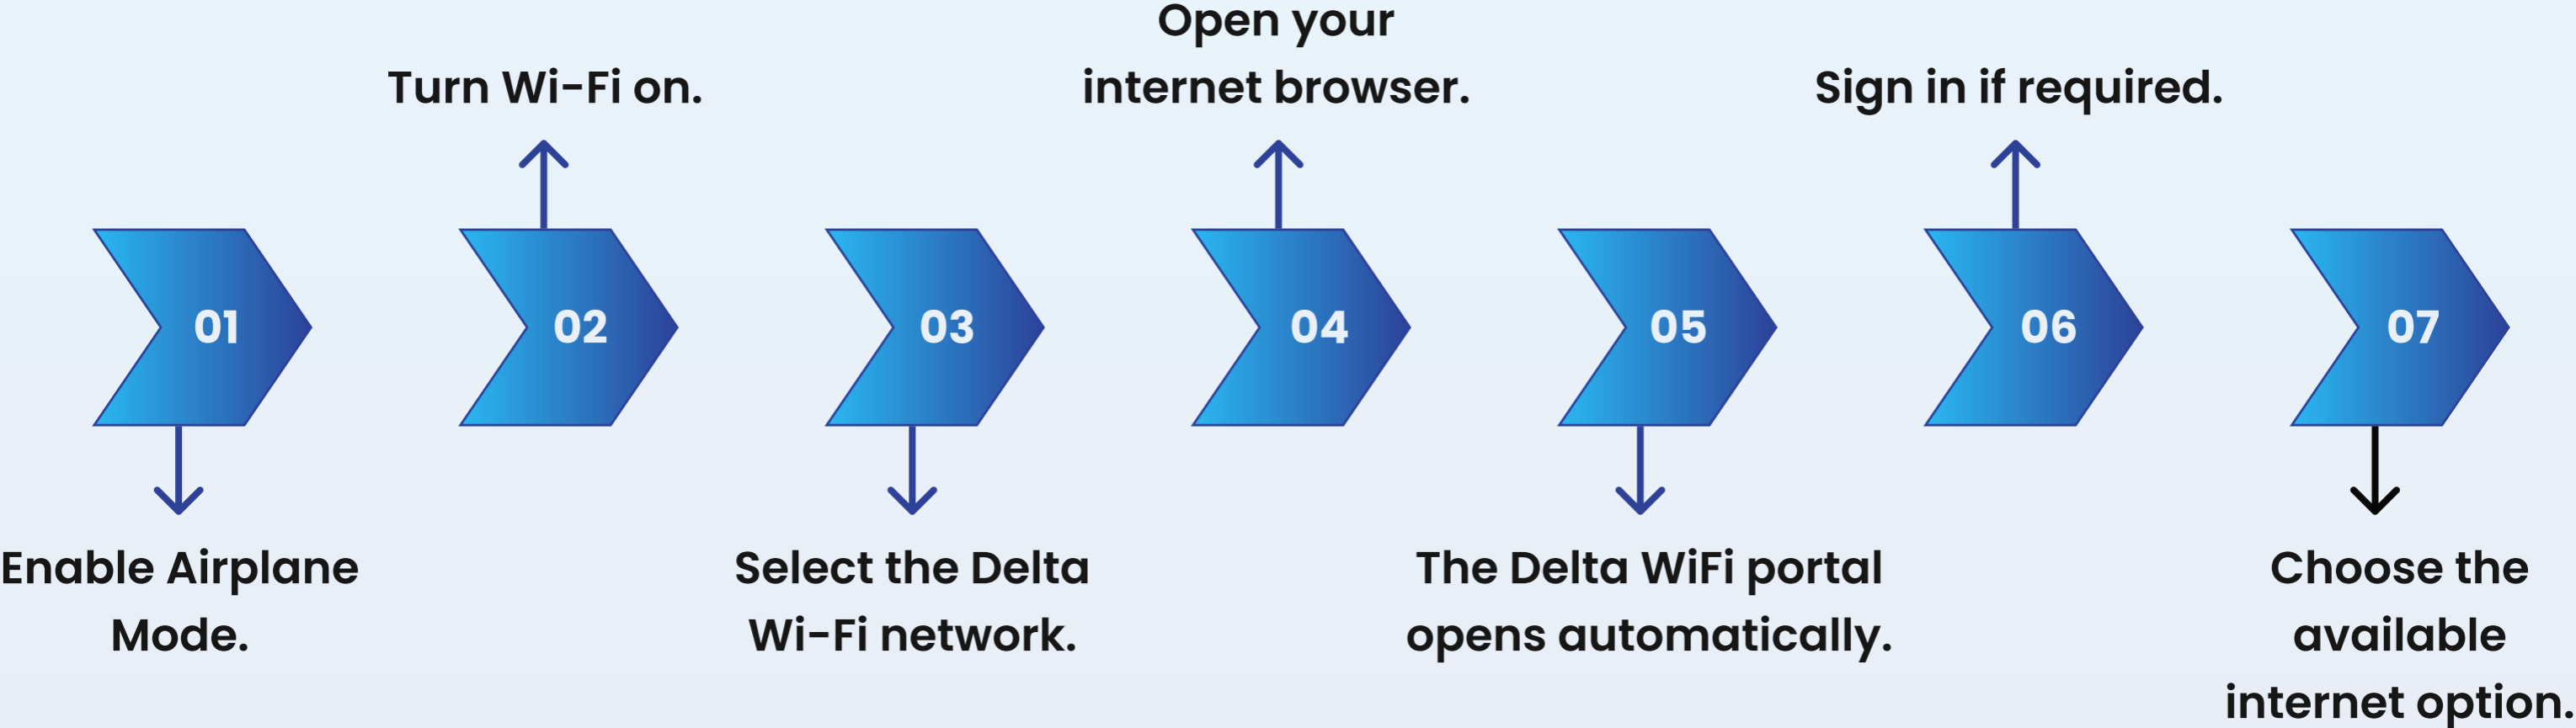 01
Enable Airplane
Mode.
02
Turn Wi-Fi on.
03
Select the Delta
Wi-Fi network.
04
Open your
internet browser.
05
The Delta WiFi portal
opens automatically.
06
Sign in if required.
07
Choose the
available
internet option.